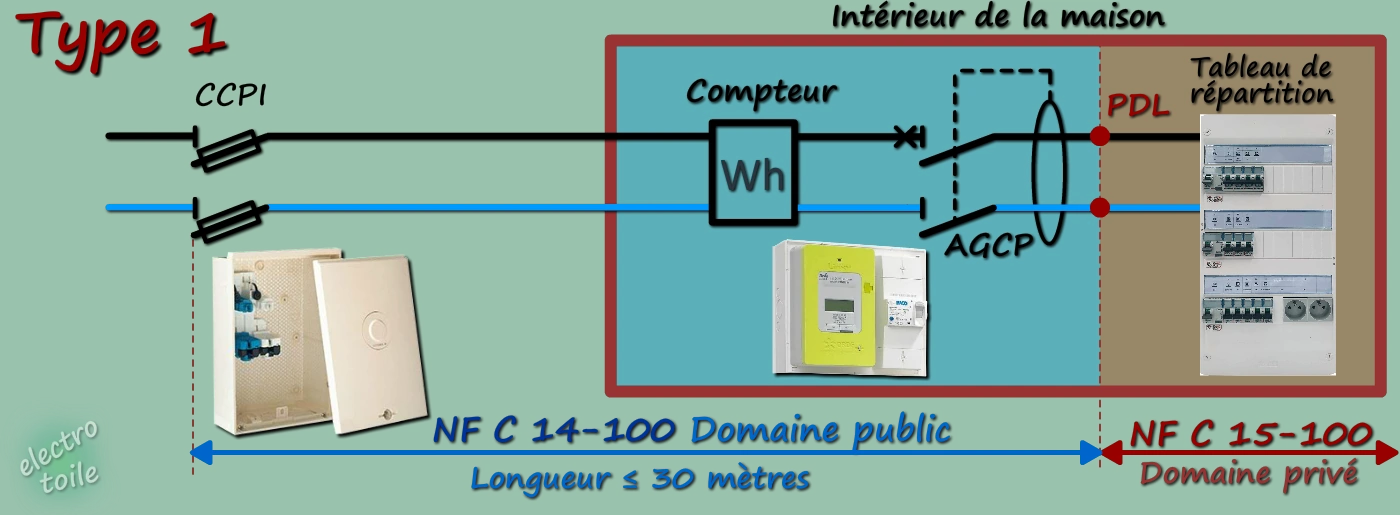 Type 1
Intérieur de la maison
CCPI
Compteur
Tableau de
répartition
PDL
Wh
AGCP
NF C 14-100 Domaine public
Longueur ≤ 30 mètres
NF C 15-100
Domaine privé
electro
toile